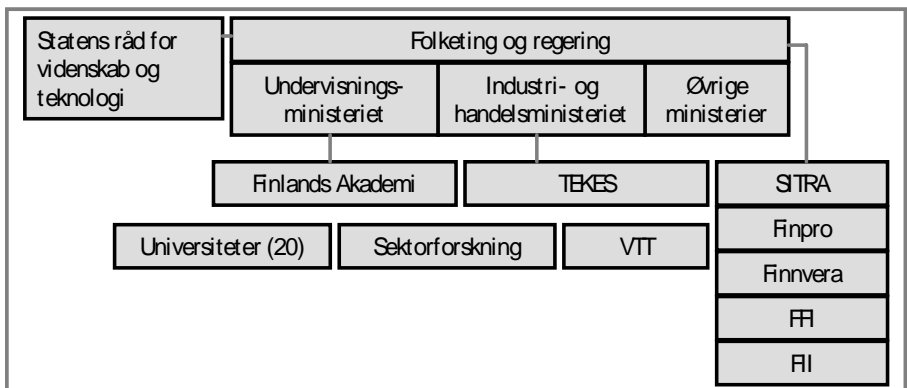 Statens råd for
videnskab og
teknologi
Folketing og regering
Undervisnings-
ministeriet
Industri- og
handelsministeriet
Øvrige
ministerier
Finlands Akademi
TEKES
SITRA
Universiteter (20)
Sektorforskning
VTT
Finpro
Finnvera
FFI
FII